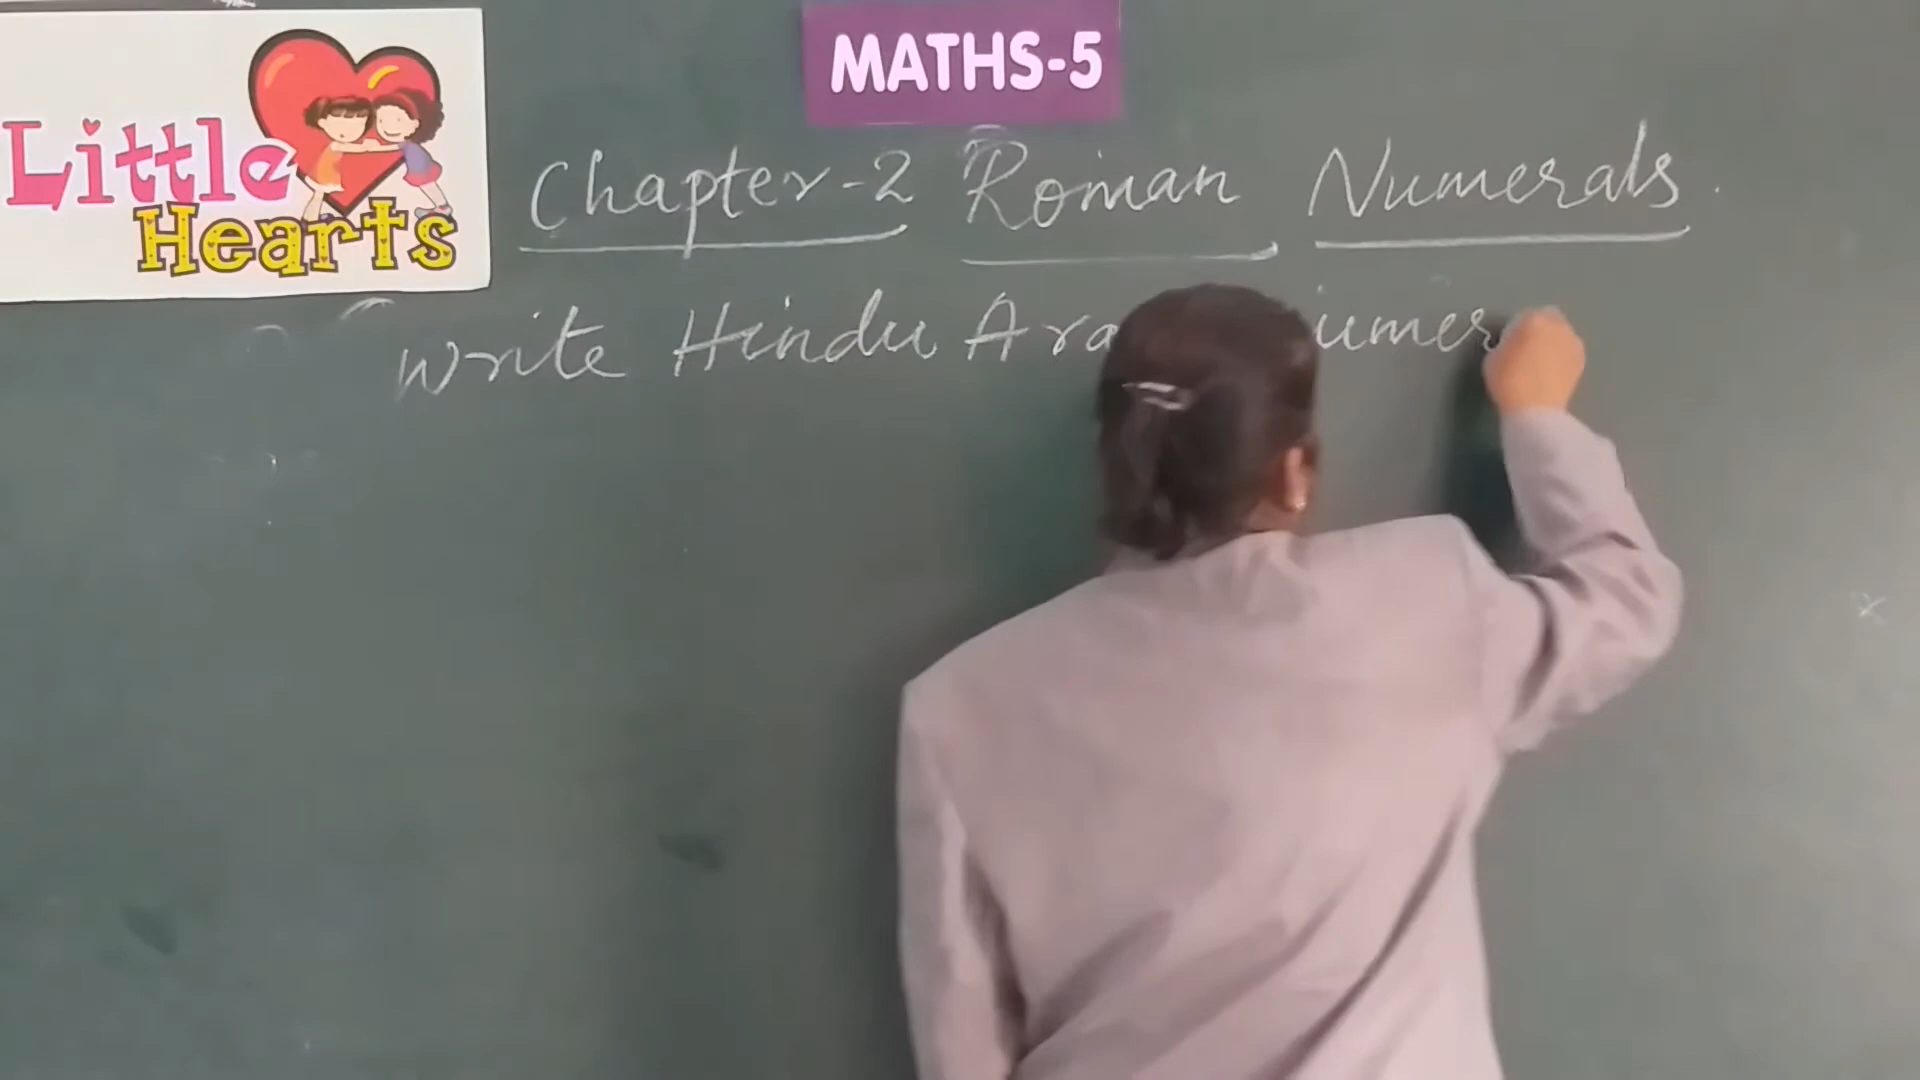 MATHS-5
Little
Hearts
Chapter-2 Roman Numerals.
Write Hindu